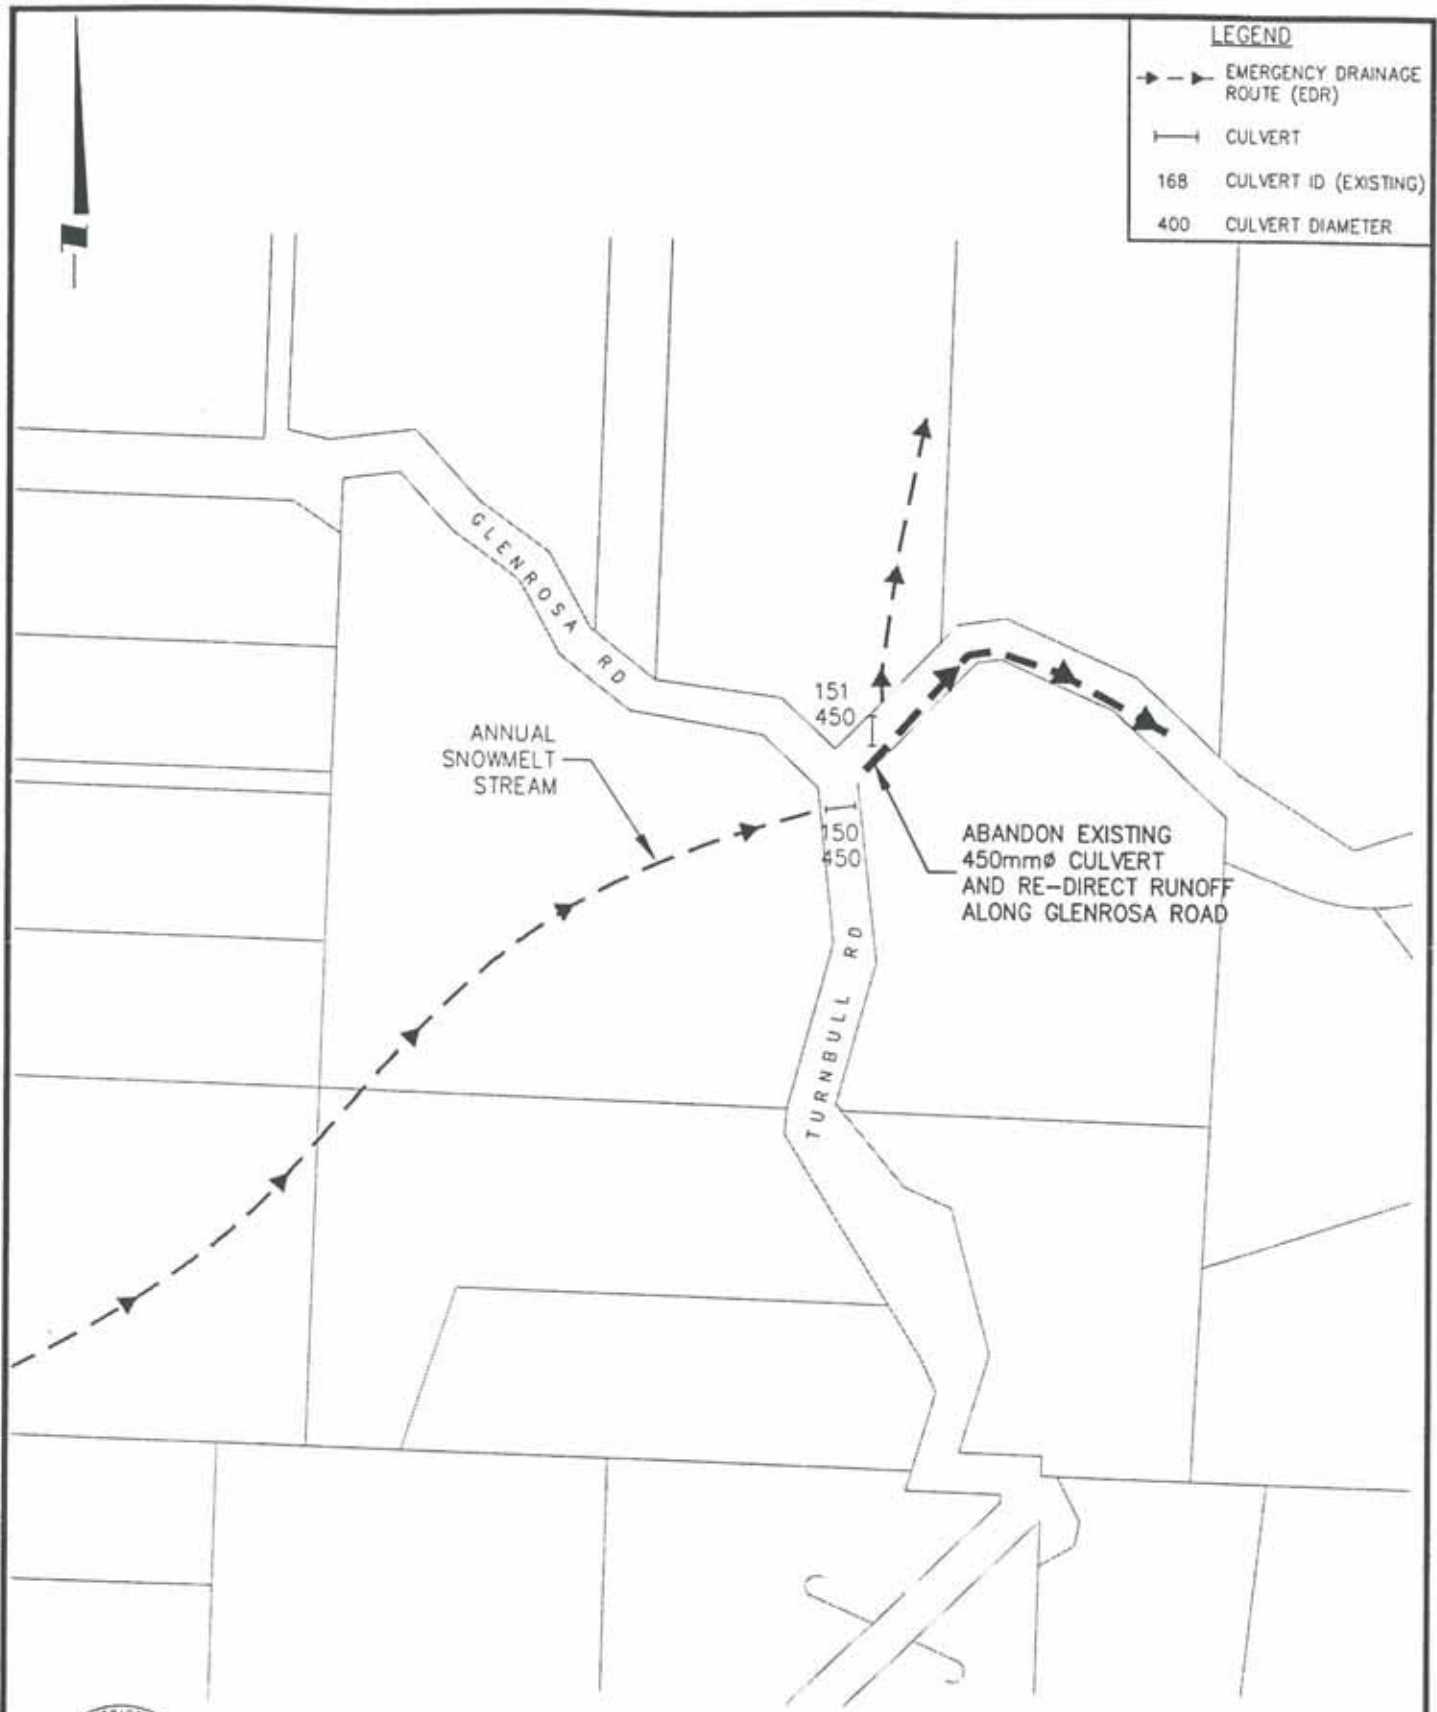 LEGEND
EMERGENCY DRAINAGE
ROUTE (EDR)
CULVERT
168 CULVERT ID (EXISTING)
400 CULVERT DIAMETER
GLENROSA RD
151
450
ANNUAL
SNOWMELT
STREAM
150
450
ABANDON EXISTING
450mmø CULVERT
AND RE-DIRECT RUNOFF
ALONG GLENROSA ROAD
TURNBULL RD